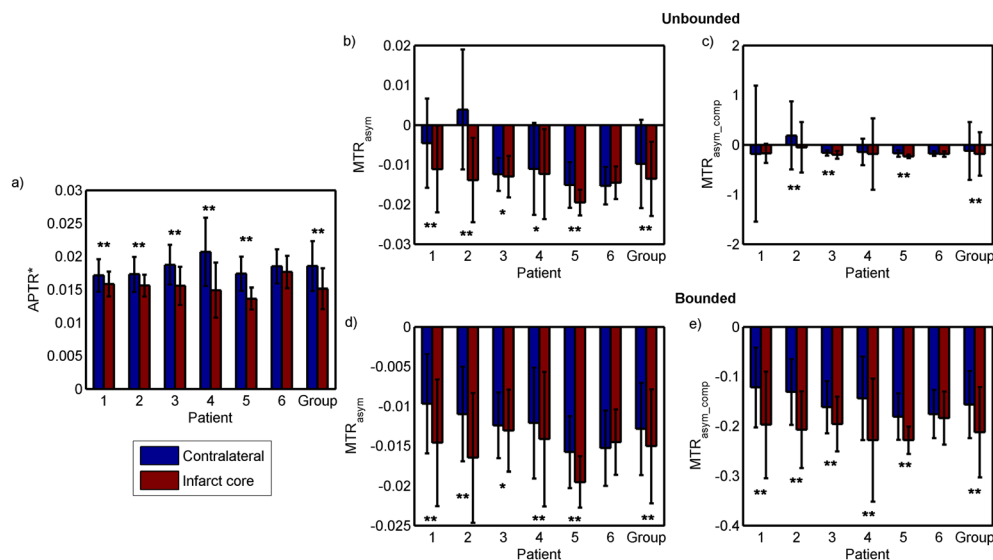 Unbounded
b)
0.02
0.01
0
-0.01
-0.02
-0.03
MTRasym
** ** * * ** **
1 2 3 4 5 6 Group
Patient
c)
2
1
0
-1
-2
MTRasym_comp
** ** ** **
1 2 3 4 5 6 Group
Patient
a)
0.03
0.025
0.02
0.015
0.01
0.005
0
APTR*
** ** ** ** ** **
1 2 3 4 5 6 Group
Patient
Contralateral
Infarct core
Bounded
d)
0
-0.005
-0.01
-0.015
-0.02
-0.025
MTRasym
** ** * ** ** **
1 2 3 4 5 6 Group
Patient
e)
0
-0.1
-0.2
-0.3
-0.4
MTRasym_comp
** ** ** ** ** **
1 2 3 4 5 6 Group
Patient